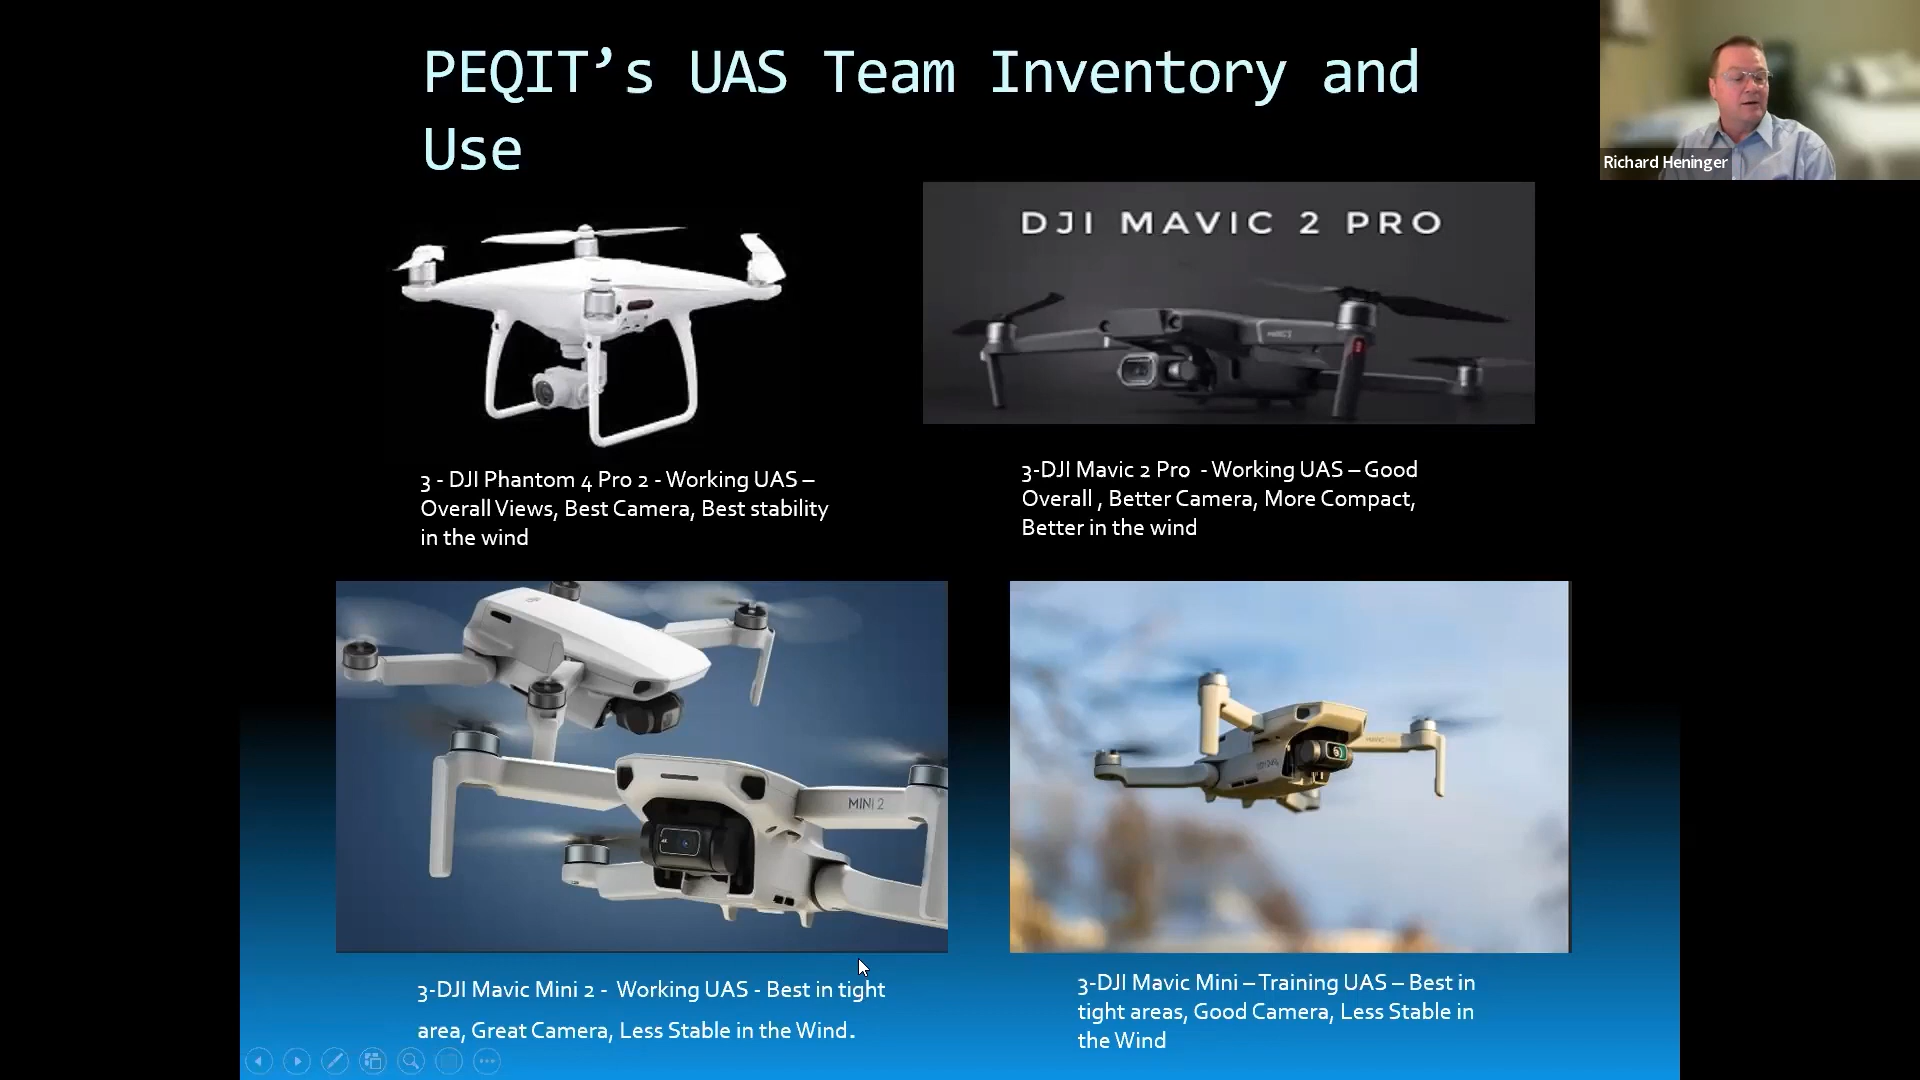 PEQIT’s UAS Team Inventory and
Use
Richard Heninger
DJI MAVIC 2 PRO
3 - DJI Phantom 4 Pro 2 - Working UAS –
Overall Views, Best Camera, Best stability
in the wind
3-DJI Mavic 2 Pro - Working UAS – Good
Overall , Better Camera, More Compact,
Better in the wind
MINI 2
3-DJI Mavic Mini 2 - Working UAS - Best in tight
area, Great Camera, Less Stable in the Wind.
3-DJI Mavic Mini – Training UAS – Best in
tight areas, Good Camera, Less Stable in
the Wind